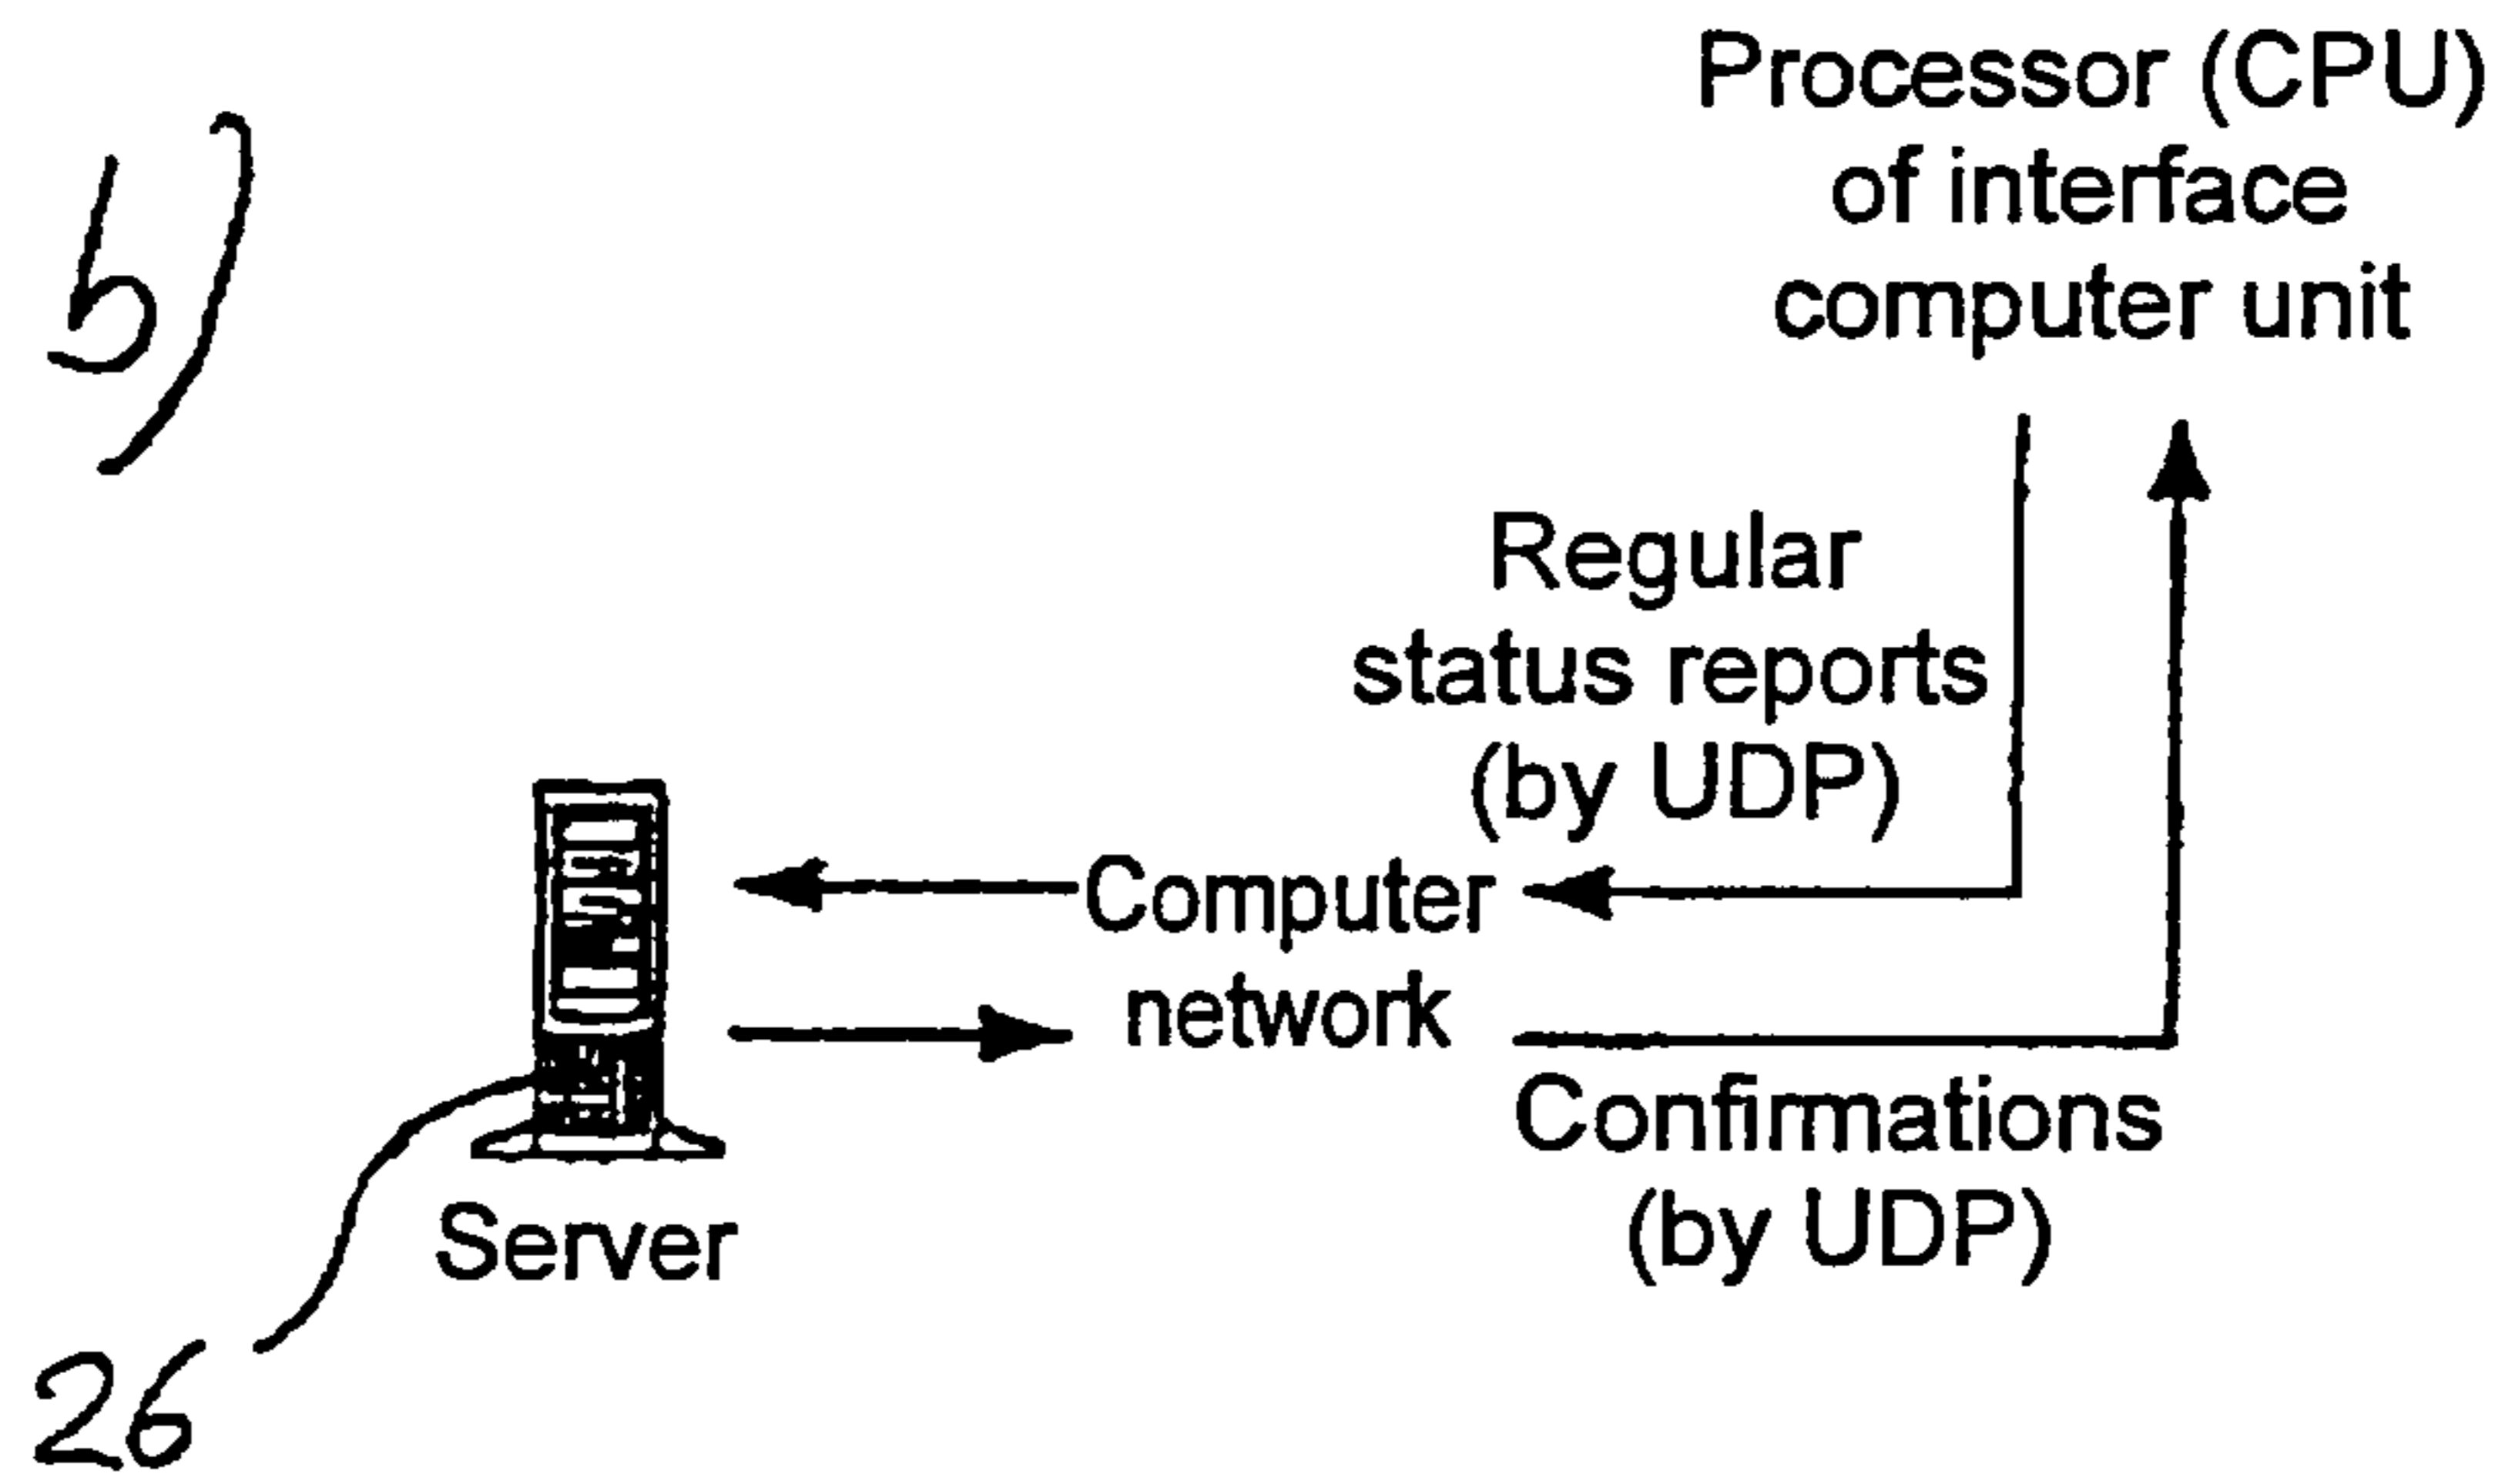 b)
Processor (CPU)
of interface
computer unit
Regular
status reports
(by UDP)
Computer
network
Confirmations
(by UDP)
Server
26